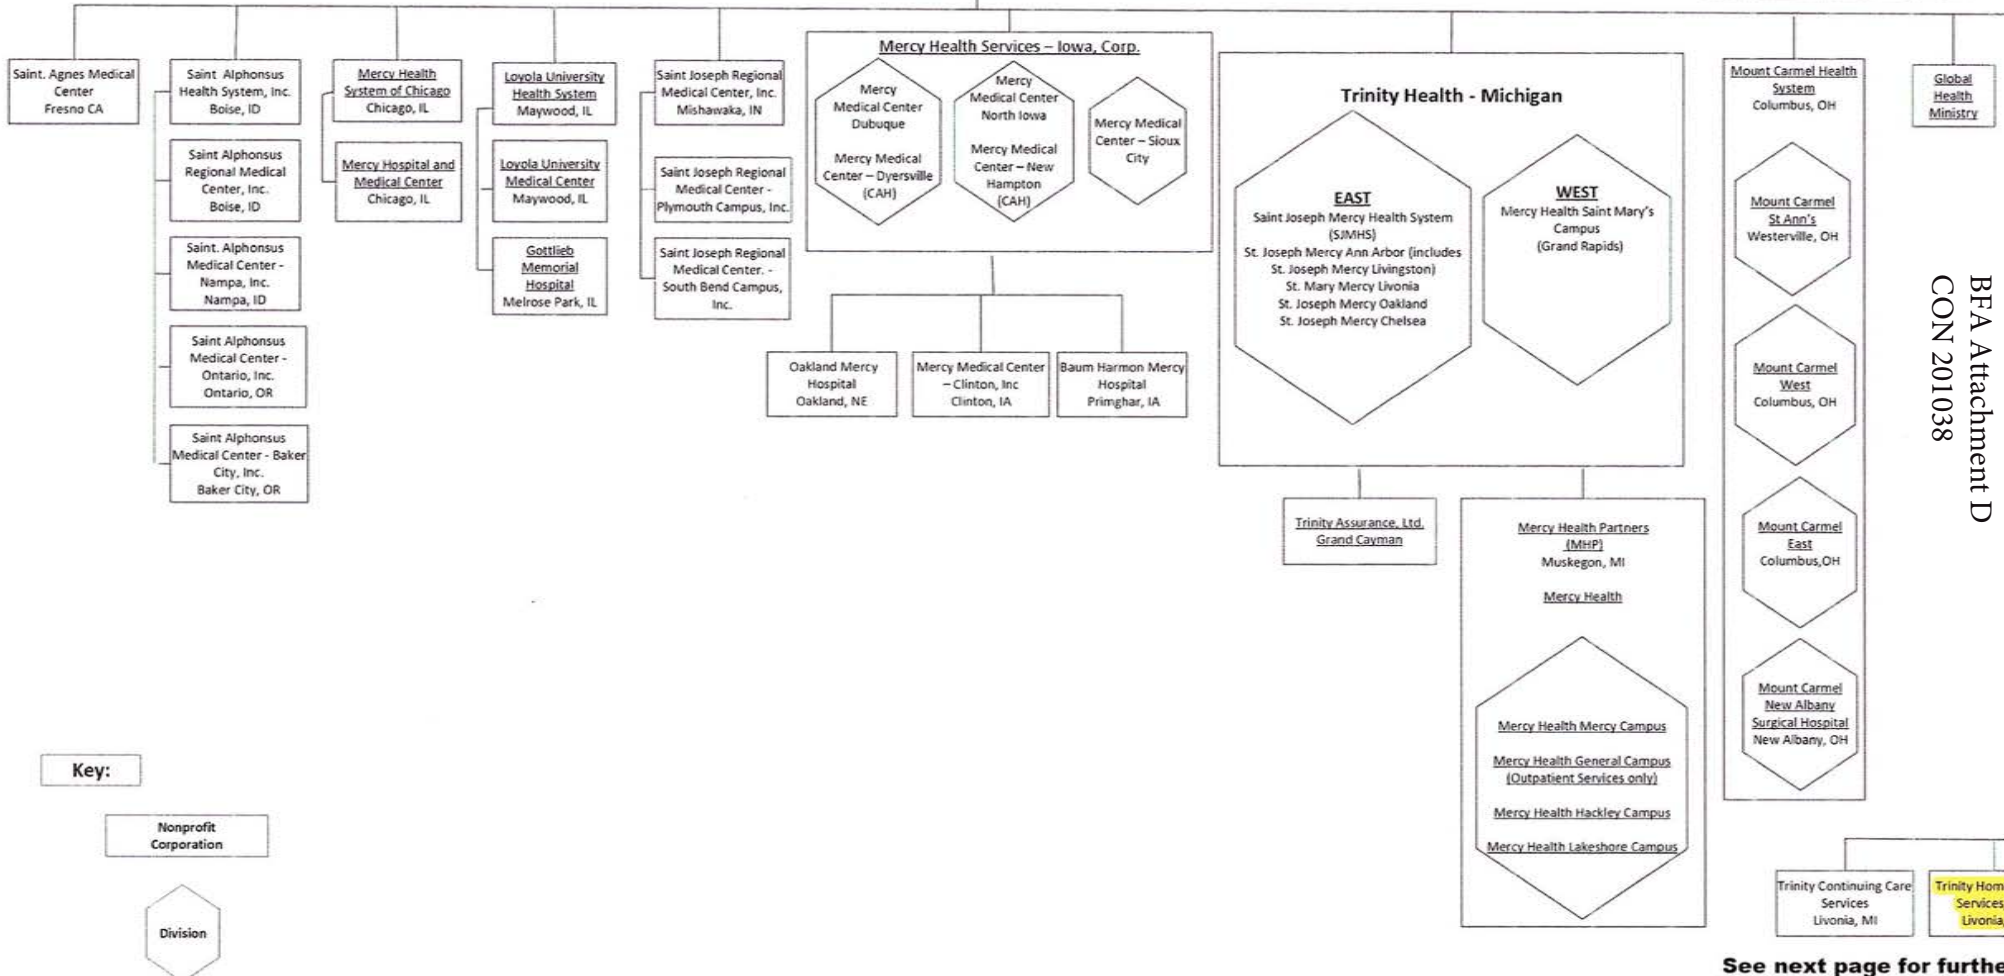 Saint. Agnes Medical
Center
Fresno CA
Saint Alphonsus
Health System, Inc.
Boise, ID
Saint Alphonsus
Regional Medical
Center, Inc.
Boise, ID
Saint. Alphonsus
Medical Center -
Nampa, Inc.
Nampa, ID
Saint Alphonsus
Medical Center -
Ontario, Inc.
Ontario, OR
Saint Alphonsus
Medical Center - Baker
City, Inc.
Baker City, OR
Mercy Health
System of Chicago
Chicago, IL
Mercy Hospital and
Medical Center
Chicago, IL
Loyola University
Health System
Maywood, IL
Loyola University
Medical Center
Maywood, IL
Gottlieb
Memorial
Hospital
Melrose Park, IL
Saint Joseph Regional
Medical Center, Inc.
Mishawaka, IN
Saint Joseph Regional
Medical Center -
Plymouth Campus, Inc.
Saint Joseph Regional
Medical Center. -
South Bend Campus,
Inc.
Mercy Health Services – Iowa, Corp.
Mercy
Medical Center
Dubuque
Mercy Medical
Center – Dyersville
(CAH)
Mercy
Medical Center
North Iowa
Mercy Medical
Center – New
Hampton
(CAH)
Mercy Medical
Center – Sioux
City
Oakland Mercy
Hospital
Oakland, NE
Mercy Medical Center
– Clinton, Inc
Clinton, IA
Baum Harmon Mercy
Hospital
Primghar, IA
Trinity Health - Michigan
EAST
Saint Joseph Mercy Health System
(SJMHS)
St. Joseph Mercy Ann Arbor (includes
St. Joseph Mercy Livingston)
St. Mary Mercy Livonia
St. Joseph Mercy Oakland
St. Joseph Mercy Chelsea
WEST
Mercy Health Saint Mary's
Campus
(Grand Rapids)
Trinity Assurance, Ltd.
Grand Cayman
Mercy Health Partners
(MHP)
Muskegon, MI
Mercy Health
Mercy Health Mercy Campus
Mercy Health General Campus
(Outpatient Services only)
Mercy Health Hackley Campus
Mercy Health Lakeshore Campus
Mount Carmel Health
System
Columbus, OH
Mount Carmel
St Ann's
Westerville, OH
Mount Carmel
West
Columbus, OH
Mount Carmel
East
Columbus,OH
Mount Carmel
New Albany
Surgical Hospital
New Albany, OH
Global
Health
Ministry
BFA Attachment D
CON 201038
Key:
Nonprofit
Corporation
Division
Trinity Continuing Care
Services
Livonia, MI
Trinity Hom
Services
Livonia,
See next page for furthe